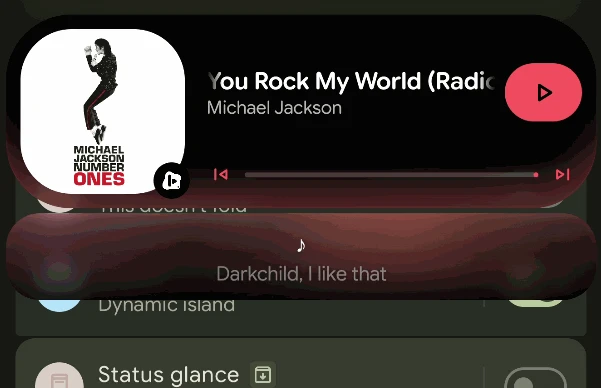 You Rock My World (Radio
Michael Jackson
MICHAEL
JACKSON
NUMBER
ONES
This doesn't fold
♪
Darkchild, I like that
Dynamic Island
Status glance